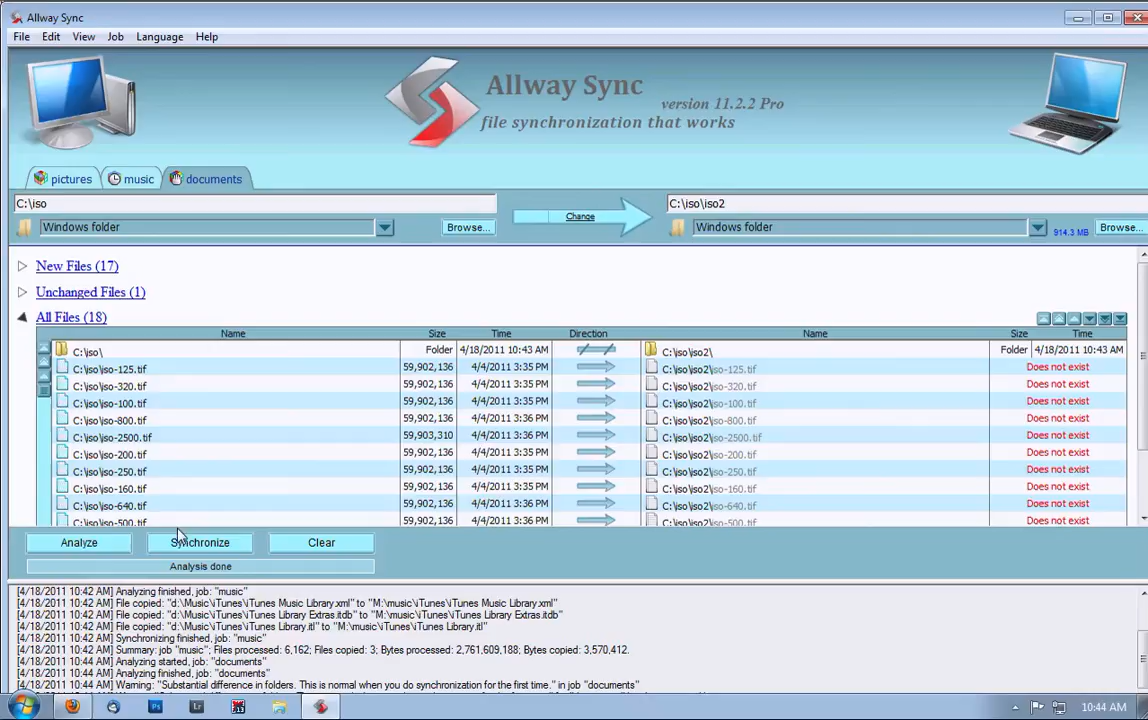 Allway Sync
File Edit View Job Language Help
Allway Sync
version 11.2.2 Pro
file synchronization that works
pictures music documents
C:\iso C:\iso\iso2
Change
Windows folder Browse... Windows folder 914.3 MB Browse...
New Files (17)
Unchanged Files (1)
All Files (18)
Name Size Time Direction Name Size Time
C:\iso\ Folder 4/18/2011 10:43 AM C:\iso\iso2\ Folder 4/18/2011 10:43 AM
C:\iso\iso-125.tif 59,902,136 4/4/2011 3:35 PM C:\iso\iso2\iso-125.tif Does not exist
C:\iso\iso-320.tif 59,902,136 4/4/2011 3:35 PM C:\iso\iso2\iso-320.tif Does not exist
C:\iso\iso-100.tif 59,902,136 4/4/2011 3:35 PM C:\iso\iso2\iso-100.tif Does not exist
C:\iso\iso-800.tif 59,902,136 4/4/2011 3:36 PM C:\iso\iso2\iso-800.tif Does not exist
C:\iso\iso-2500.tif 59,903,310 4/4/2011 3:36 PM C:\iso\iso2\iso-2500.tif Does not exist
C:\iso\iso-200.tif 59,902,136 4/4/2011 3:35 PM C:\iso\iso2\iso-200.tif Does not exist
C:\iso\iso-250.tif 59,902,136 4/4/2011 3:35 PM C:\iso\iso2\iso-250.tif Does not exist
C:\iso\iso-160.tif 59,902,136 4/4/2011 3:35 PM C:\iso\iso2\iso-160.tif Does not exist
C:\iso\iso-640.tif 59,902,136 4/4/2011 3:36 PM C:\iso\iso2\iso-640.tif Does not exist
C:\iso\iso-500.tif 59,902,136 4/4/2011 3:35 PM C:\iso\iso2\iso-500.tif Does not exist
Analyze Synchronize Clear
Analysis done
[4/18/2011 10:42 AM] Analyzing finished, job: "music"
[4/18/2011 10:42 AM] File copied: "d:\Music\iTunes\iTunes Music Library.xml" to "M:\music\iTunes\iTunes Music Library.xml"
[4/18/2011 10:42 AM] File copied: "d:\Music\iTunes\iTunes Library Extras.itdb" to "M:\music\iTunes\iTunes Library Extras.itdb"
[4/18/2011 10:42 AM] File copied: "d:\Music\iTunes\iTunes Library.itl" to "M:\music\iTunes\iTunes Library.itl"
[4/18/2011 10:42 AM] Synchronizing finished, job "music"
[4/18/2011 10:42 AM] Summary: job "music"; Files processed: 6,162; Files copied: 3; Bytes processed: 2,761,609,188; Bytes copied: 3,570,412.
[4/18/2011 10:44 AM] Analyzing started, job: "documents"
[4/18/2011 10:44 AM] Analyzing finished, job: "documents"
[4/18/2011 10:44 AM] Warning: "Substantial difference in folders. This is normal when you do synchronization for the first time." in job "documents"
Ps Lr
10:44 AM